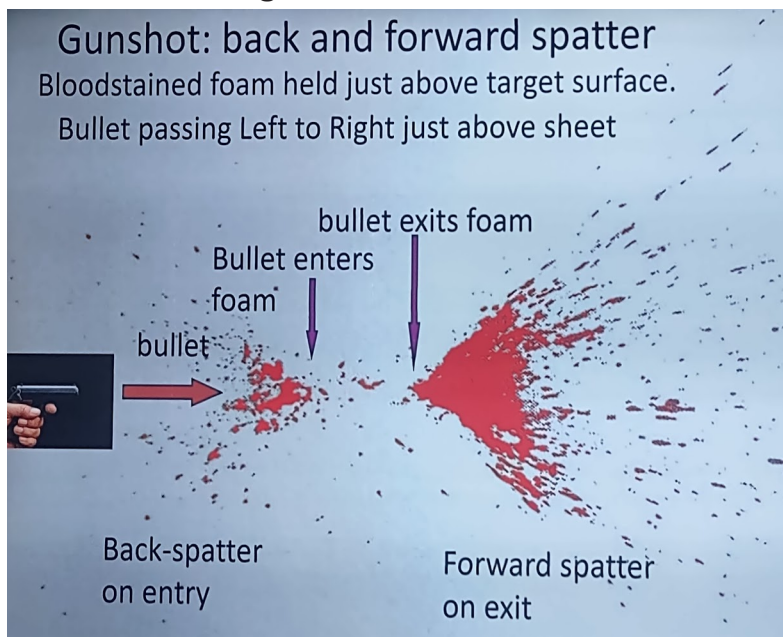 Gunshot: back and forward spatter
Bloodstained foam held just above target surface.
Bullet passing Left to Right just above sheet
bullet exits foam
Bullet enters
foam
bullet
Back-spatter
on entry
Forward spatter
on exit